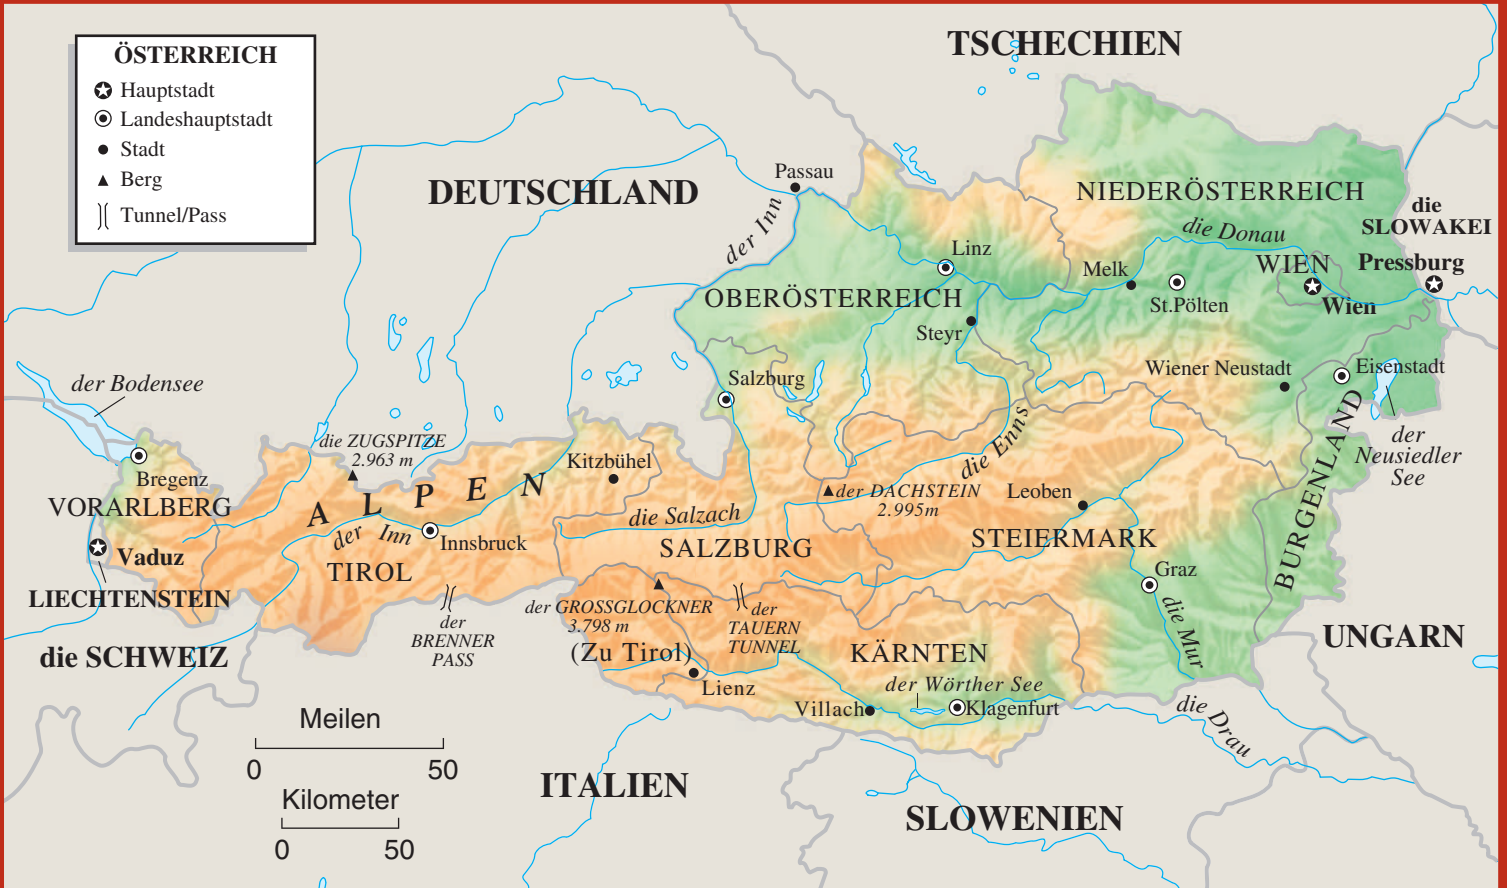 ÖSTERREICH
Hauptstadt
Landeshauptstadt
Stadt
Berg
Tunnel/Pass
TSCHECHIEN
DEUTSCHLAND
Passau
der Inn
NIEDERÖSTERREICH
die Donau
die
SLOWAKEI
Pressburg
Linz
Melk
WIEN
Wien
St.Pölten
OBERÖSTERREICH
Steyr
Wiener Neustadt
Eisenstadt
der Bodensee
Salzburg
der
Neusiedler
See
BURGENLAND
die ZUGSPITZE
2.963 m
die Enns
Kitzbühel
Bregenz
ALPEN
VORARLBERG
der DACHSTEIN
2.995m
Leoben
die Salzach
der Inn
Innsbruck
STEIERMARK
SALZBURG
Vaduz
TIROL
Graz
LIECHTENSTEIN
der GROSSGLOCKNER
3.798 m
der
TAUERN
TUNNEL
der
BRENNER
PASS
die Mur
UNGARN
die SCHWEIZ
(Zu Tirol)
KÄRNTEN
Lienz
der Wörther See
Villach
Klagenfurt
die Drau
Meilen
0 50
Kilometer
0 50
ITALIEN
SLOWENIEN